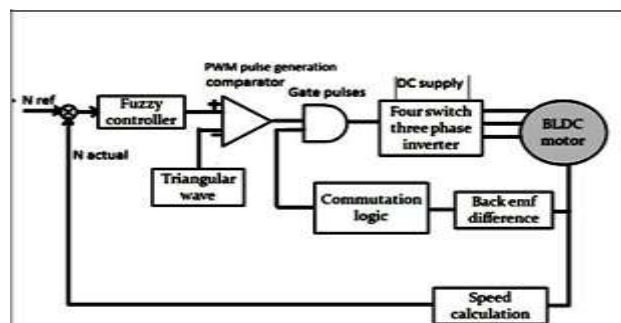 PWM pulse generation
comparator
Gate pulses
DC supply
N ref
Fuzzy
controller
Four switch
three phase
inverter
BLDC
motor
N actual
Triangular
wave
Commutation
logic
Back emf
difference
Speed
calculation